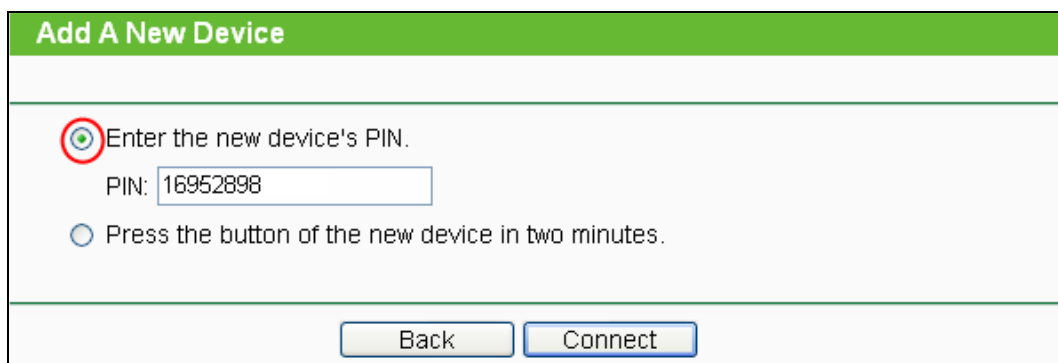 Add A New Device
Enter the new device's PIN.
PIN: 16952898
Press the button of the new device in two minutes.
Back Connect